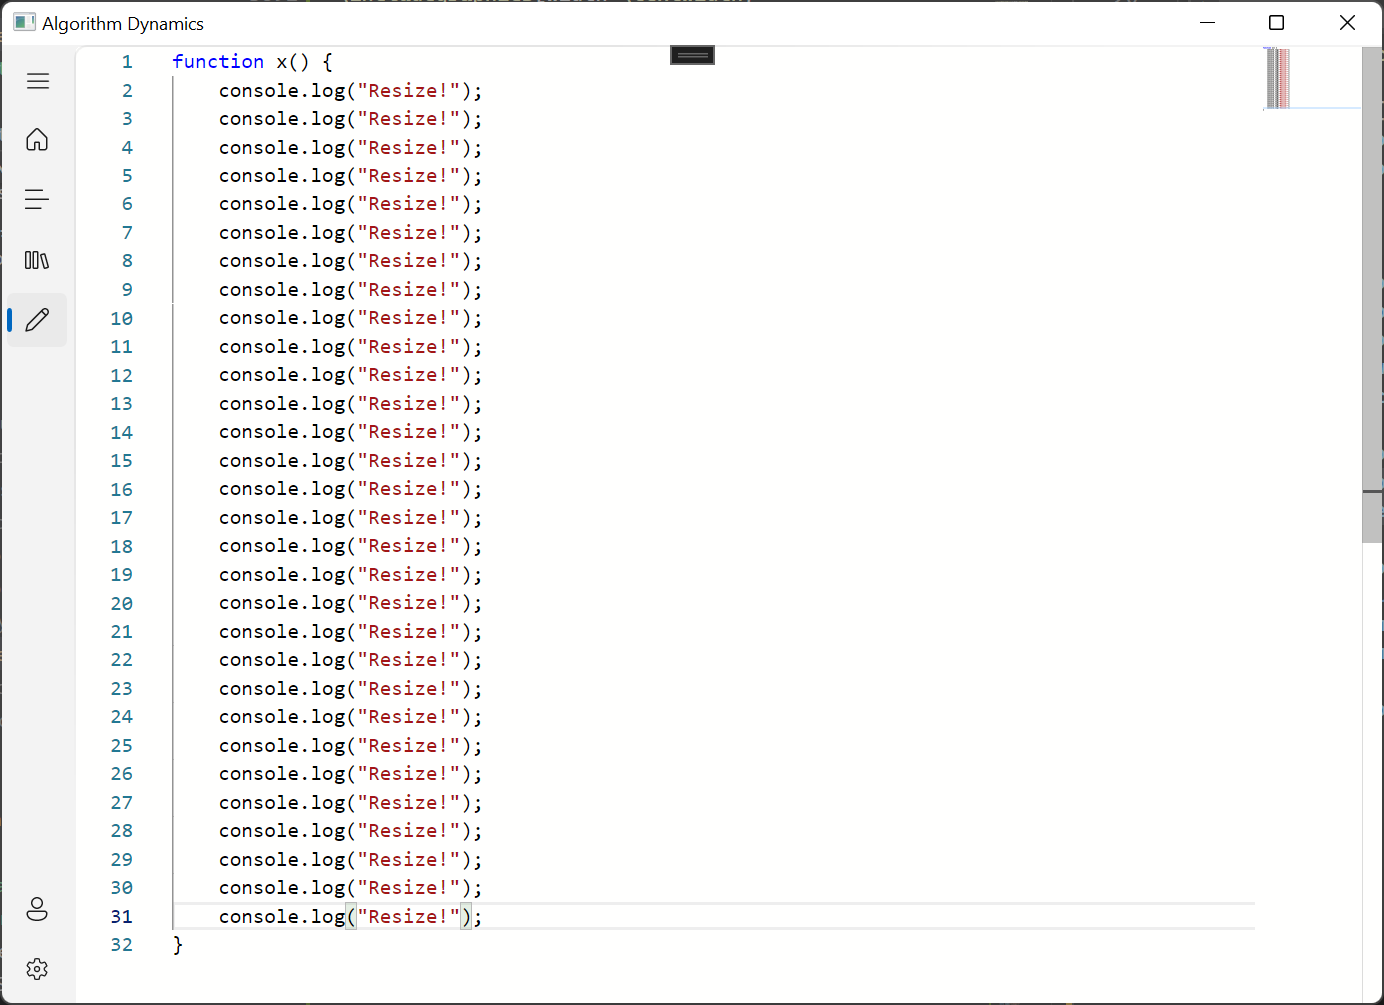 Algorithm Dynamics
1 function x() {
2 console.log("Resize!");
3 console.log("Resize!");
4 console.log("Resize!");
5 console.log("Resize!");
6 console.log("Resize!");
7 console.log("Resize!");
8 console.log("Resize!");
9 console.log("Resize!");
10 console.log("Resize!");
11 console.log("Resize!");
12 console.log("Resize!");
13 console.log("Resize!");
14 console.log("Resize!");
15 console.log("Resize!");
16 console.log("Resize!");
17 console.log("Resize!");
18 console.log("Resize!");
19 console.log("Resize!");
20 console.log("Resize!");
21 console.log("Resize!");
22 console.log("Resize!");
23 console.log("Resize!");
24 console.log("Resize!");
25 console.log("Resize!");
26 console.log("Resize!");
27 console.log("Resize!");
28 console.log("Resize!");
29 console.log("Resize!");
30 console.log("Resize!");
31 console.log("Resize!");
32 }